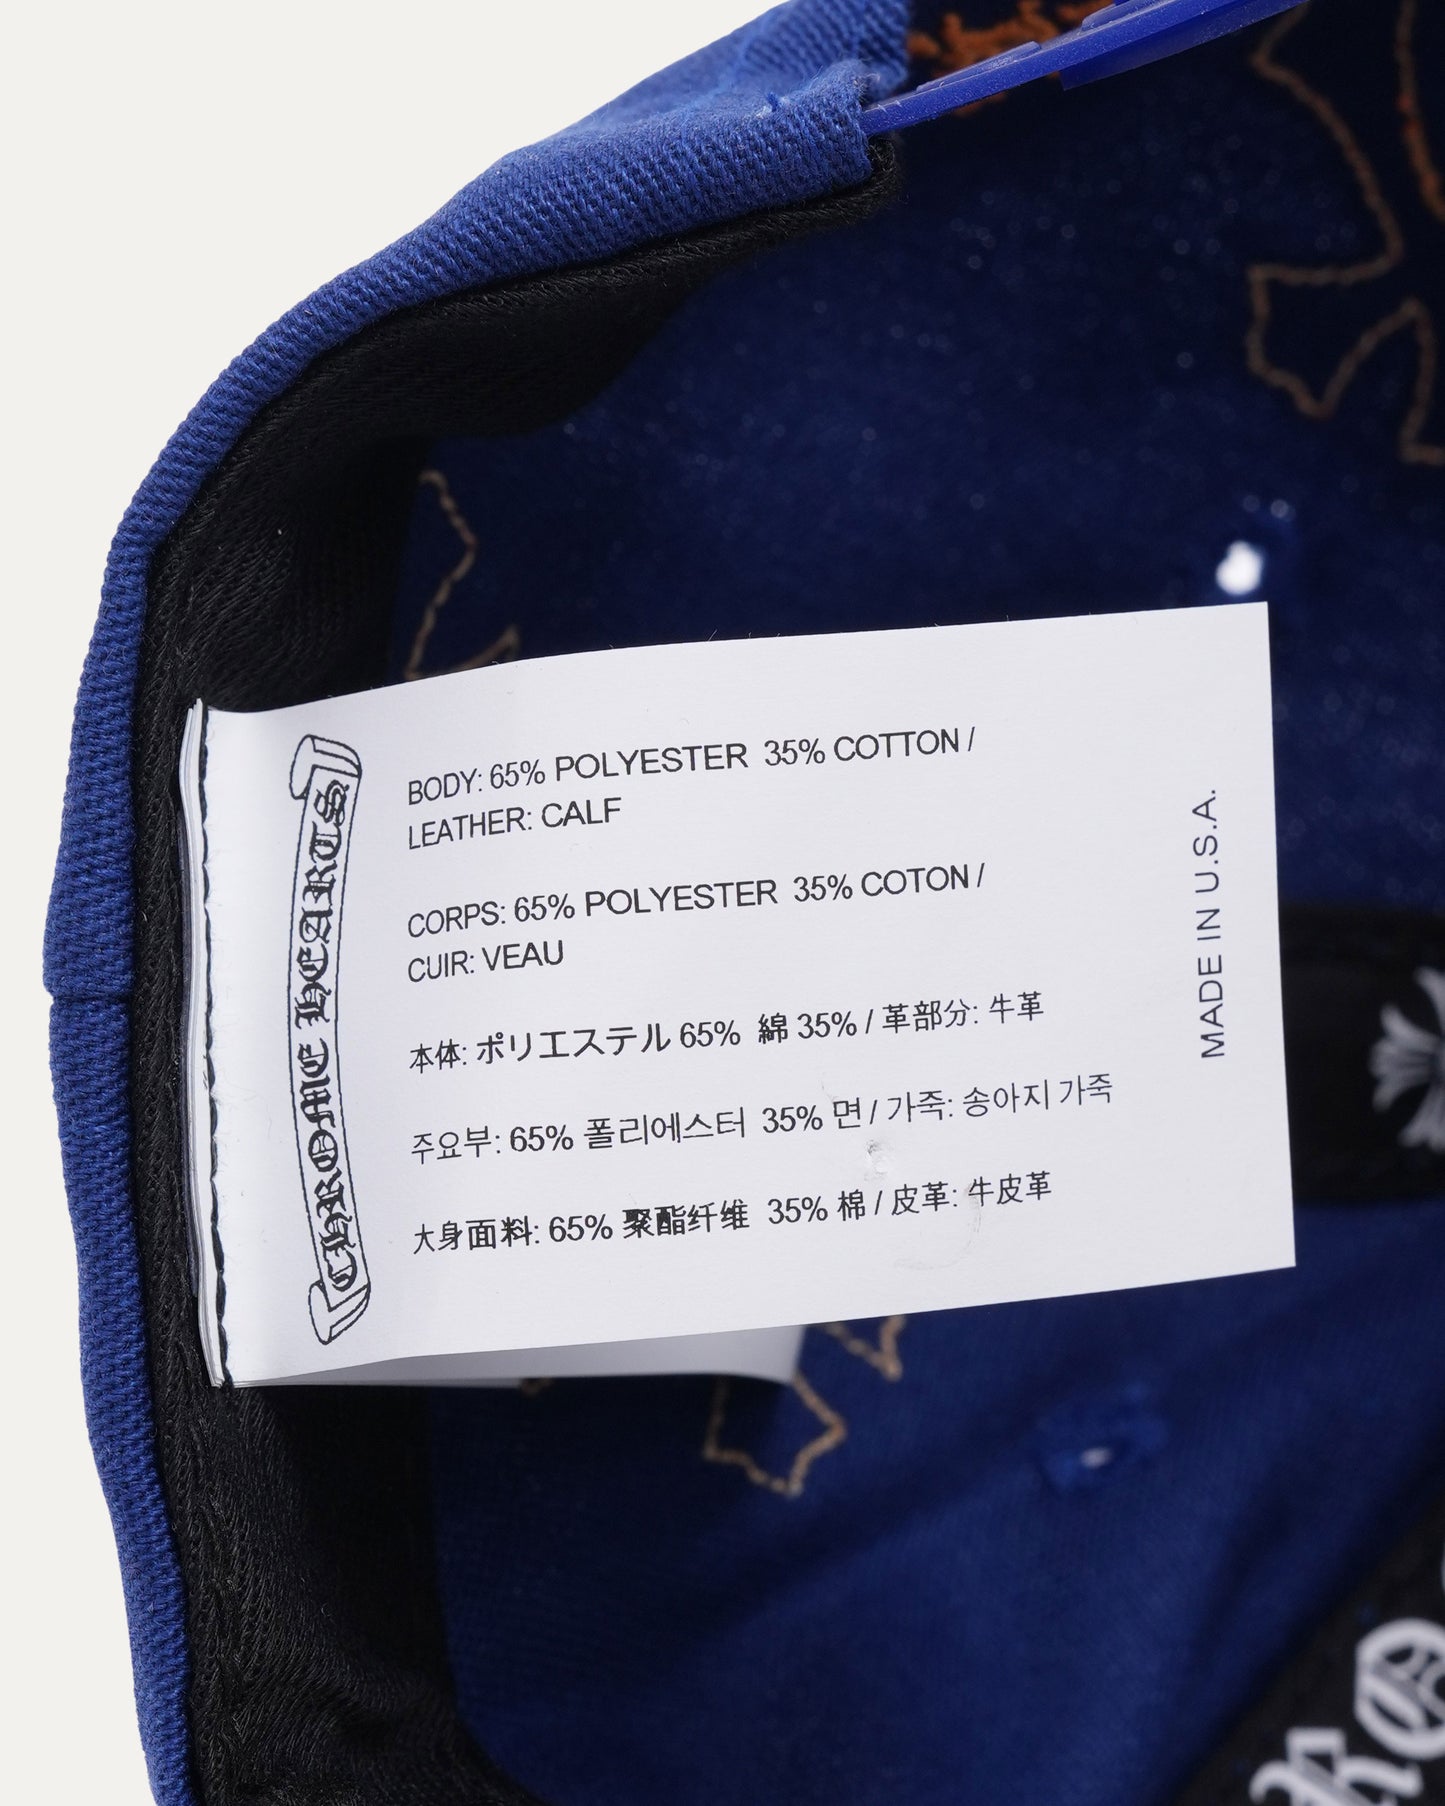 CHROME HEARTS
BODY: 65% POLYESTER 35% COTTON /
LEATHER: CALF
CORPS: 65% POLYESTER 35% COTON /
CUIR: VEAU
本体: ポリエステル 65% 綿 35% / 革部分: 牛革
주요부: 65% 폴리에스터 35% 면 / 가죽: 송아지 가죽
大身面料: 65% 聚酯纤维 35% 棉 / 皮革: 牛皮革
MADE IN U.S.A.